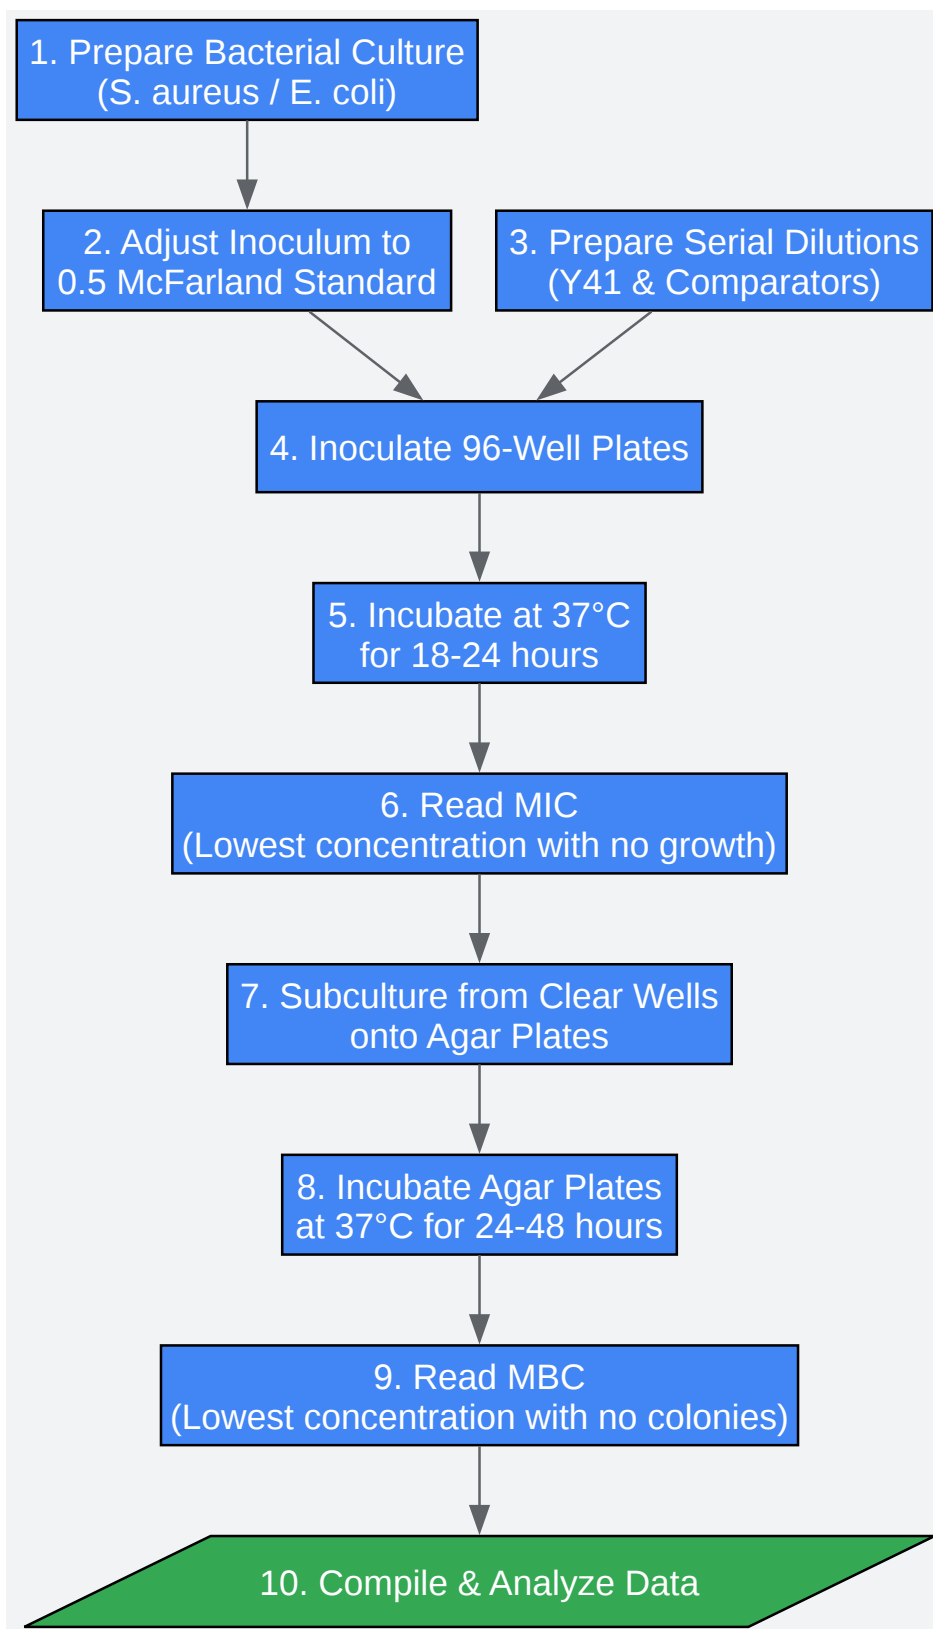 1. Prepare Bacterial Culture
(S. aureus / E. coli)
2. Adjust Inoculum to
0.5 McFarland Standard
3. Prepare Serial Dilutions
(Y41 & Comparators)
4. Inoculate 96-Well Plates
5. Incubate at 37°C
for 18-24 hours
6. Read MIC
(Lowest concentration with no growth)
7. Subculture from Clear Wells
onto Agar Plates
8. Incubate Agar Plates
at 37°C for 24-48 hours
9. Read MBC
(Lowest concentration with no colonies)
10. Compile & Analyze Data